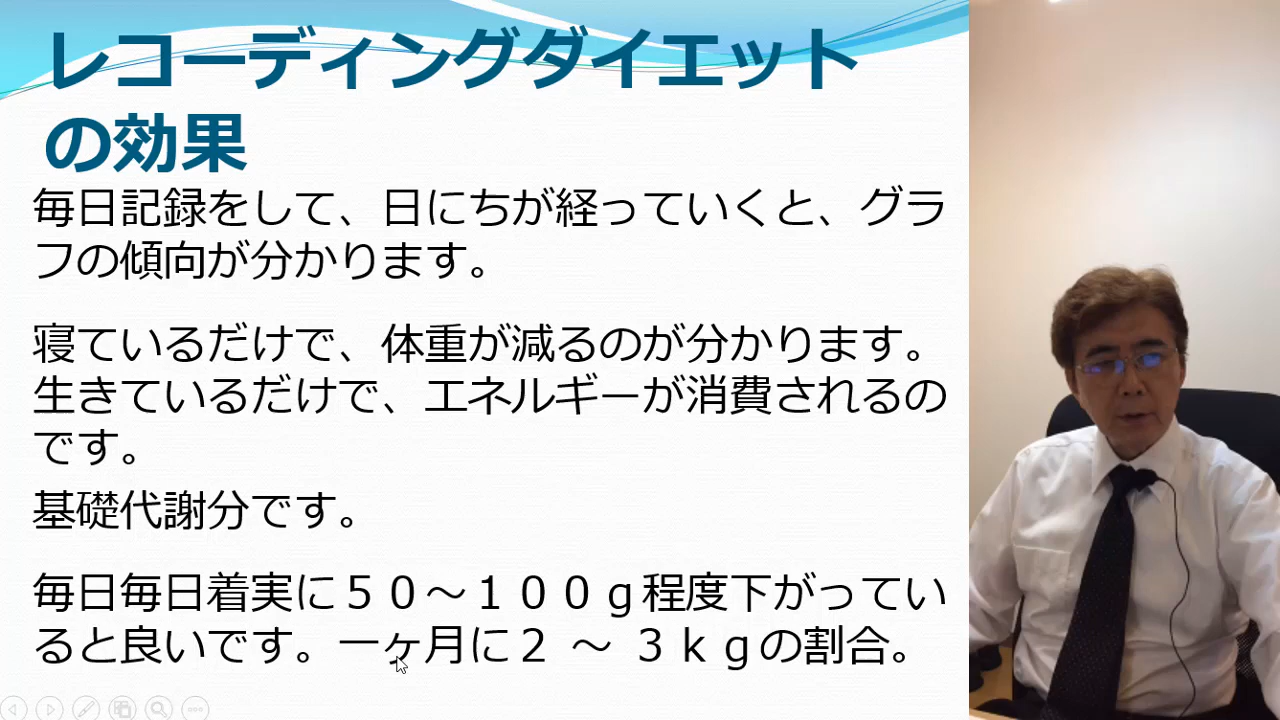 レコーディングダイエット
の効果
毎日記録をして、日にちが経っていくと、グラ
フの傾向が分かります。
寝ているだけで、体重が減るのが分かります。
生きているだけで、エネルギーが消費されるの
です。
基礎代謝分です。
毎日毎日着実に５０～１００ｇ程度下がってい
ると良いです。一ヶ月に２ ～ ３ｋｇの割合。